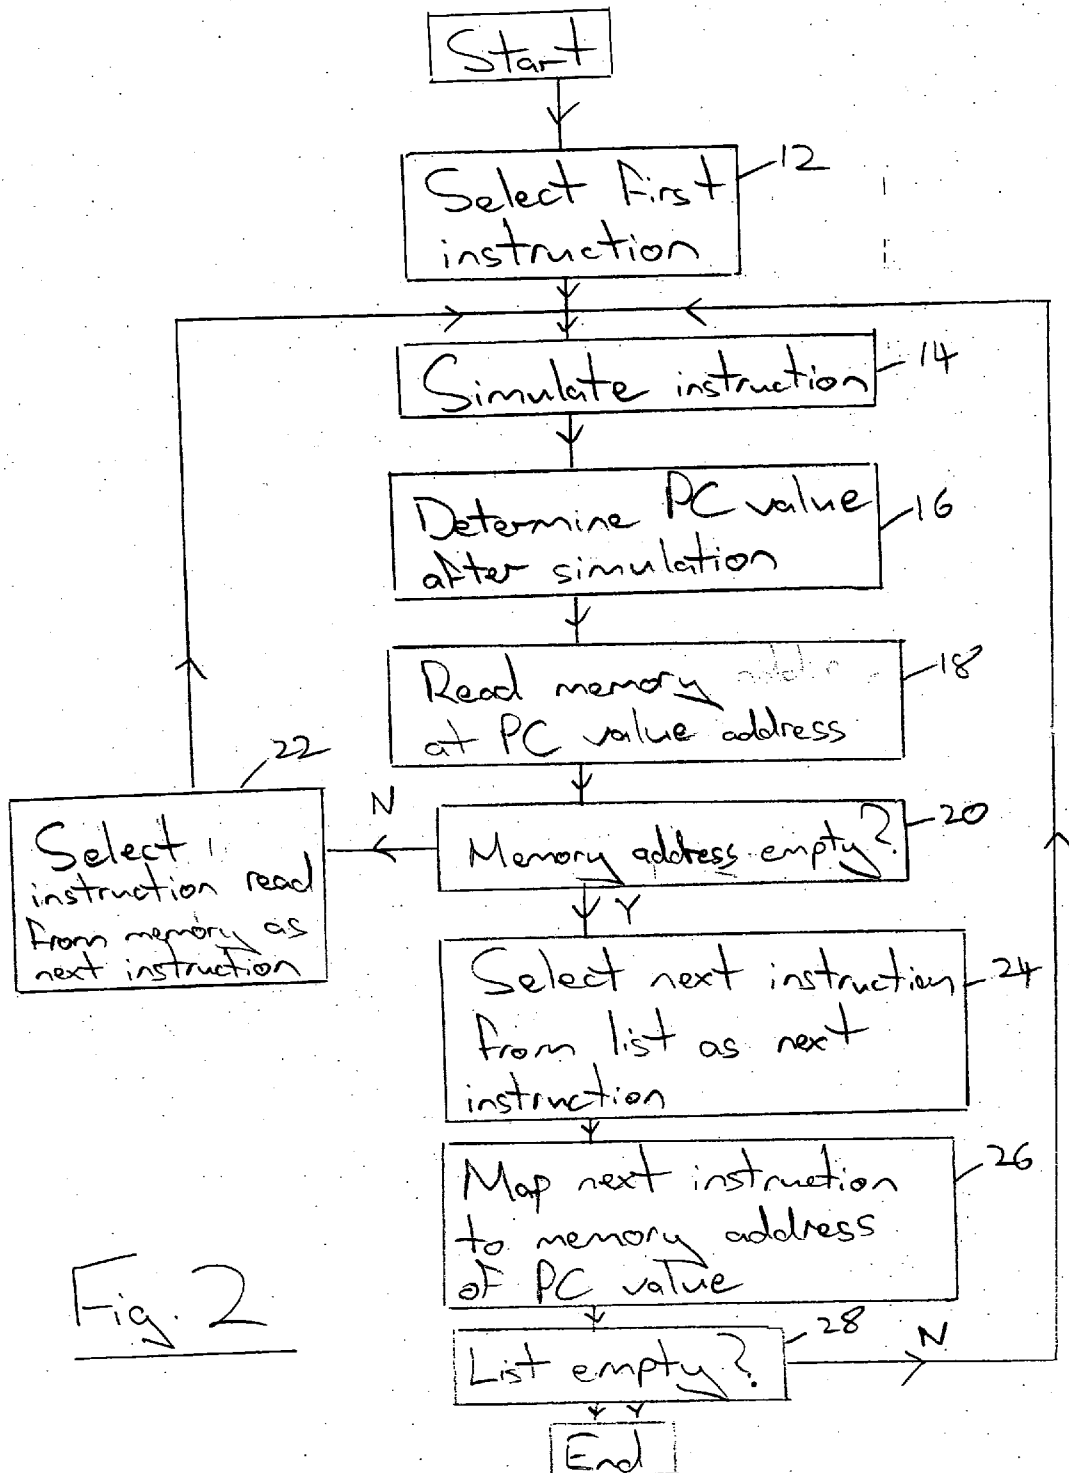 Start
Select first
instruction
12
Simulate instruction
14
Determine PC value
after simulation
16
Read memory
at PC value address
18
22
Select
instruction read
from memory as
next instruction
N
Memory address empty?
20
Y
Select next instruction
from list as next
instruction
24
Map next instruction
to memory address
of PC value
26
List empty?
28
N
Y
End
Fig. 2